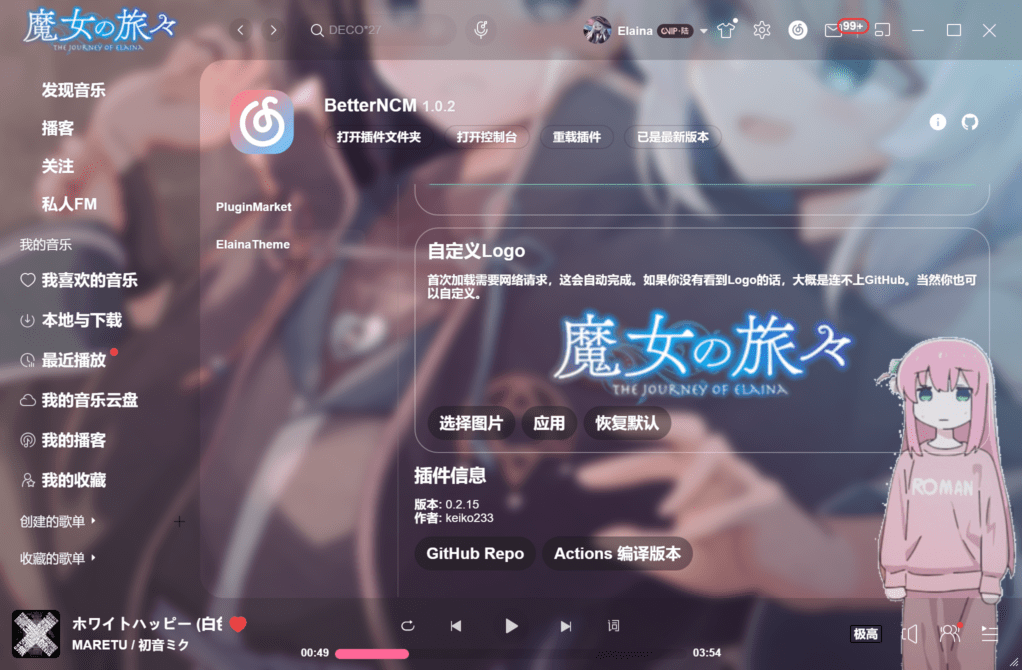 魔女の旅々
THE JOURNEY OF ELAINA
DECO*27
Elaina
99+
发现音乐
播客
关注
私人FM
我的音乐
我喜欢的音乐
本地与下载
最近播放
我的音乐云盘
我的播客
我的收藏
创建的歌单
收藏的歌单
BetterNCM 1.0.2
打开插件文件夹
打开控制台
重载插件
已是最新版本
PluginMarket
ElainaTheme
自定义Logo
首次加载需要网络请求，这会自动完成。如果你没有看到Logo的话，大概是连不上GitHub。当然你也可
以自定义。
魔女の旅々
THE JOURNEY OF ELAINA
选择图片
应用
恢复默认
插件信息
版本: 0.2.15
作者: keiko233
GitHub Repo
Actions 编译版本
ROMAN
ホワイトハッピー (白
MARETU / 初音ミク
词
00:49
03:54
极高